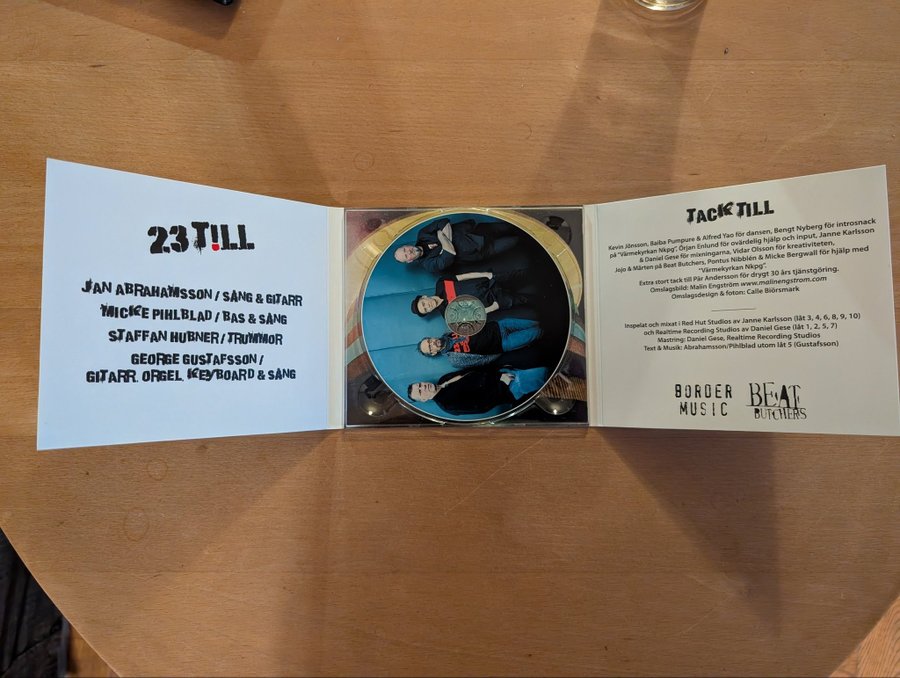 23 T!LL
JAN ABRAHAMSSON / SÅNG & GITARR
MICKE PIHLBLAD / BAS & SÅNG
STAFFAN HÜBNER / TRUMMOR
GEORGE GUSTAFSSON /
GITARR, ORGEL, KEYBOARD & SÅNG
TACK TILL
Kevin Jönsson, Baiba Pumpure & Alfred Yao för dansen, Bengt Nyberg för introsnack
på "Värmekyrkan Nkpg", Örjan Enlund för ovärdelig hjälp och input, Janne Karlsson
& Daniel Gese för mixningarna, Vidar Olsson för kreativiteten,
Jojo & Mårten på Beat Butchers, Pontus Nibblén & Micke Bergwall för hjälp med
"Värmekyrkan Nkpg".
Extra stort tack till Pär Andersson för drygt 30 års tjänstgöring.
Omslagsbild: Malin Engström www.malinengstrom.com
Omslagsdesign & foton: Calle Biörsmark
Inspelat och mixat i Red Hut Studios av Janne Karlsson (låt 3, 4, 6, 8, 9, 10)
och Realtime Recording Studios av Daniel Gese (låt 1, 2, 5, 7)
Mastring: Daniel Gese, Realtime Recording Studios
Text & Musik: Abrahamsson/Pihlblad utom låt 5 (Gustafsson)
BORDER
MUSIC
BEAT
BUTCHERS